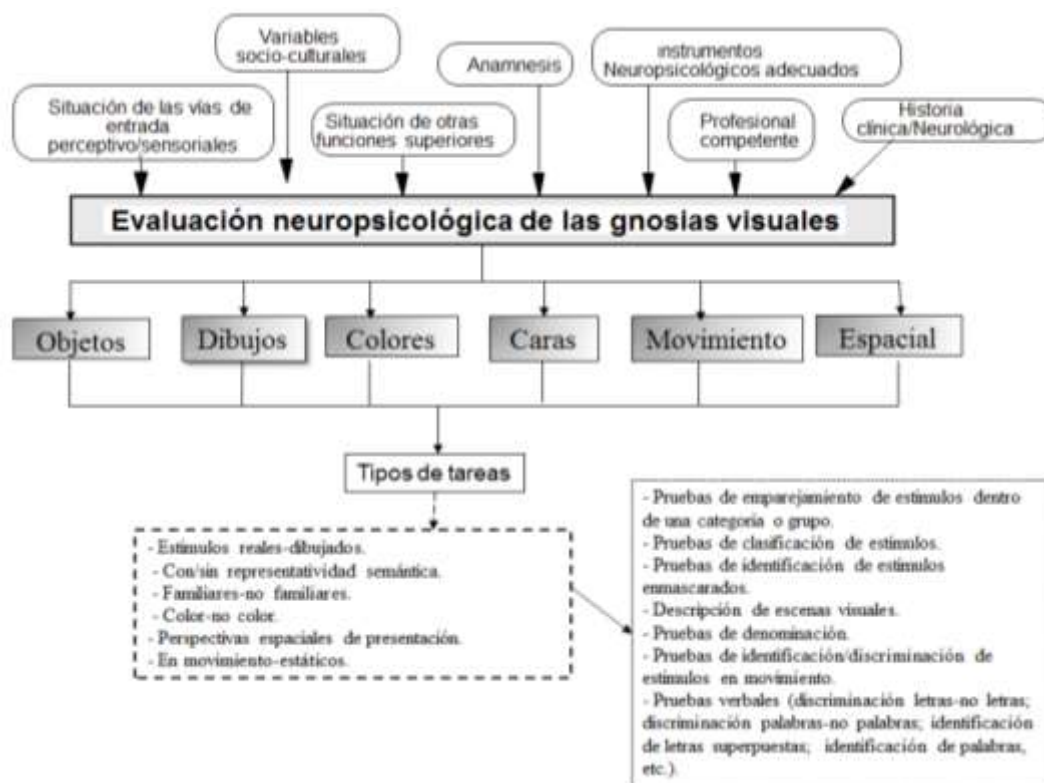 Variables
socio-culturales
Anamnesis
instrumentos
Neuropsicológicos adecuados
Situación de las vías de
entrada
perceptivo/sensoriales
Situación de otras
funciones superiores
Profesional
competente
Historia
clínica/Neurológica
Evaluación neuropsicológica de las gnosias visuales
Objetos
Dibujos
Colores
Caras
Movimiento
Espacial
Tipos de tareas
- Estímulos reales-dibujados.
- Con/sin representatividad semántica.
- Familiares-no familiares.
- Color-no color.
- Perspectivas espaciales de presentación.
- En movimiento-estáticos.
- Pruebas de emparejamiento de estímulos dentro
de una categoría o grupo.
- Pruebas de clasificación de estímulos.
- Pruebas de identificación de estímulos
enmascarados.
- Descripción de escenas visuales.
- Pruebas de denominación.
- Pruebas de identificación/discriminación de
estímulos en movimiento.
- Pruebas verbales (discriminación letras-no letras;
discriminación palabras-no palabras; identificación
de letras superpuestas; identificación de palabras,
etc.).